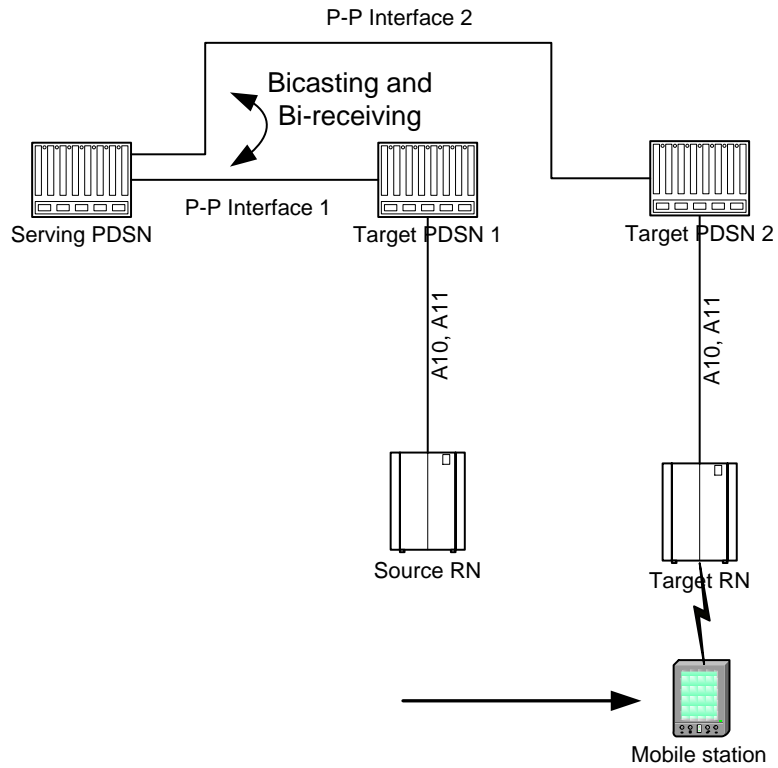 P-P Interface 2
Bicasting and
Bi-receiving
P-P Interface 1
Serving PDSN
Target PDSN 1
Target PDSN 2
A10, A11
A10, A11
Source RN
Target RN
Mobile station